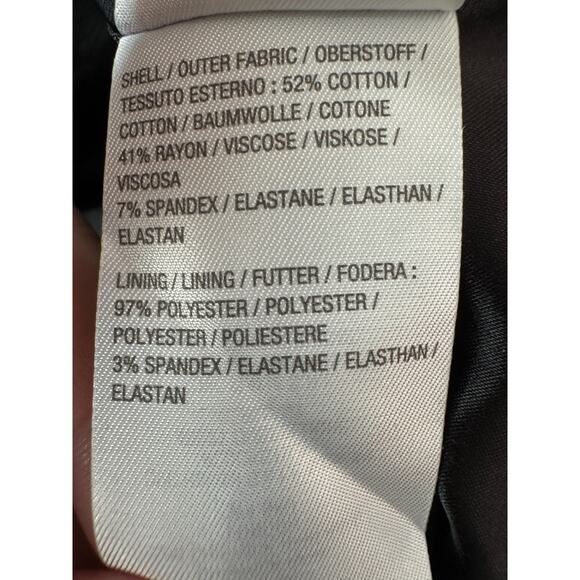 SHELL / OUTER FABRIC / OBERSTOFF /
TESSUTO ESTERNO : 52% COTTON /
COTTON / BAUMWOLLE / COTONE
41% RAYON / VISCOSE / VISKOSE /
VISCOSA
7% SPANDEX / ELASTANE / ELASTHAN /
ELASTAN
LINING / LINING / FUTTER / FODERA :
97% POLYESTER / POLYESTER /
POLYESTER / POLIESTERE
3% SPANDEX / ELASTANE / ELASTHAN /
ELASTAN